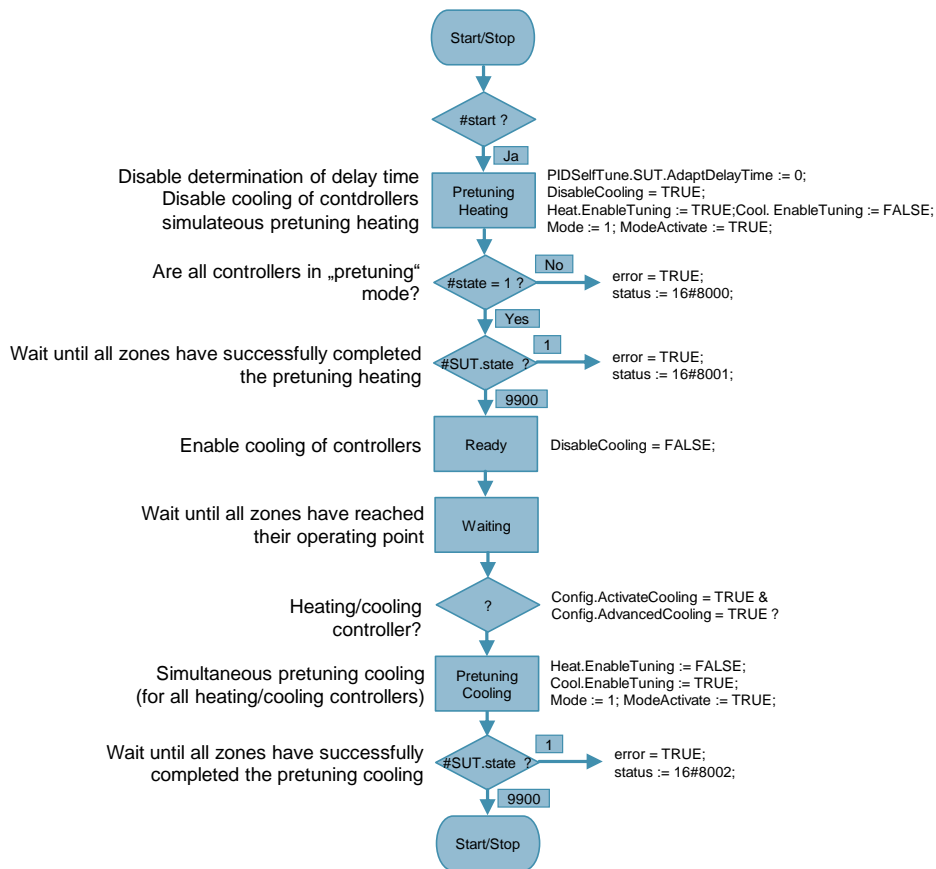 Start/Stop
#start ?
Ja
Disable determination of delay time
Disable cooling of contdrollers
simulateous pretuning heating
Pretuning
Heating
PIDSelfTune.SUT.AdaptDelayTime := 0;
DisableCooling = TRUE;
Heat.EnableTuning := TRUE;Cool. EnableTuning := FALSE;
Mode := 1; ModeActivate := TRUE;
Are all controllers in „pretuning“
mode?
#state = 1 ?
No
error = TRUE;
status := 16#8000;
Yes
Wait until all zones have successfully completed
the pretuning heating
#SUT.state ?
1
error = TRUE;
status := 16#8001;
9900
Enable cooling of controllers
Ready
DisableCooling = FALSE;
Wait until all zones have reached
their operating point
Waiting
Heating/cooling
controller?
?
Config.ActivateCooling = TRUE &
Config.AdvancedCooling = TRUE ?
Simultaneous pretuning cooling
(for all heating/cooling controllers)
Pretuning
Cooling
Heat.EnableTuning := FALSE;
Cool.EnableTuning := TRUE;
Mode := 1; ModeActivate := TRUE;
Wait until all zones have successfully
completed the pretuning cooling
#SUT.state ?
1
error = TRUE;
status := 16#8002;
9900
Start/Stop